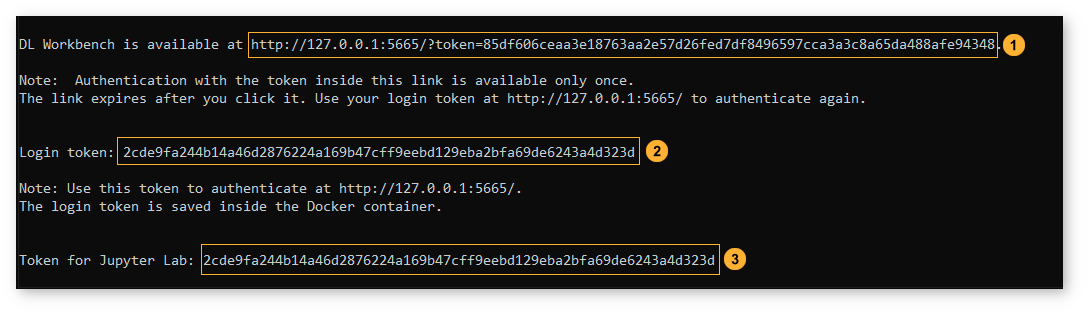 DL Workbench is available at http://127.0.0.1:5665/?token=85df606ceaa3e18763aa2e57d26fed7df8496597cca3a3c8a65da488afe94348. 1
Note:  Authentication with the token inside this link is available only once.
The link expires after you click it. Use your login token at http://127.0.0.1:5665/ to authenticate again.
Login token: 2cde9fa244b14a46d2876224a169b47cff9eebd129eba2bfa69de6243a4d323d 2
Note: Use this token to authenticate at http://127.0.0.1:5665/.
The login token is saved inside the Docker container.
Token for Jupyter Lab: 2cde9fa244b14a46d2876224a169b47cff9eebd129eba2bfa69de6243a4d323d 3